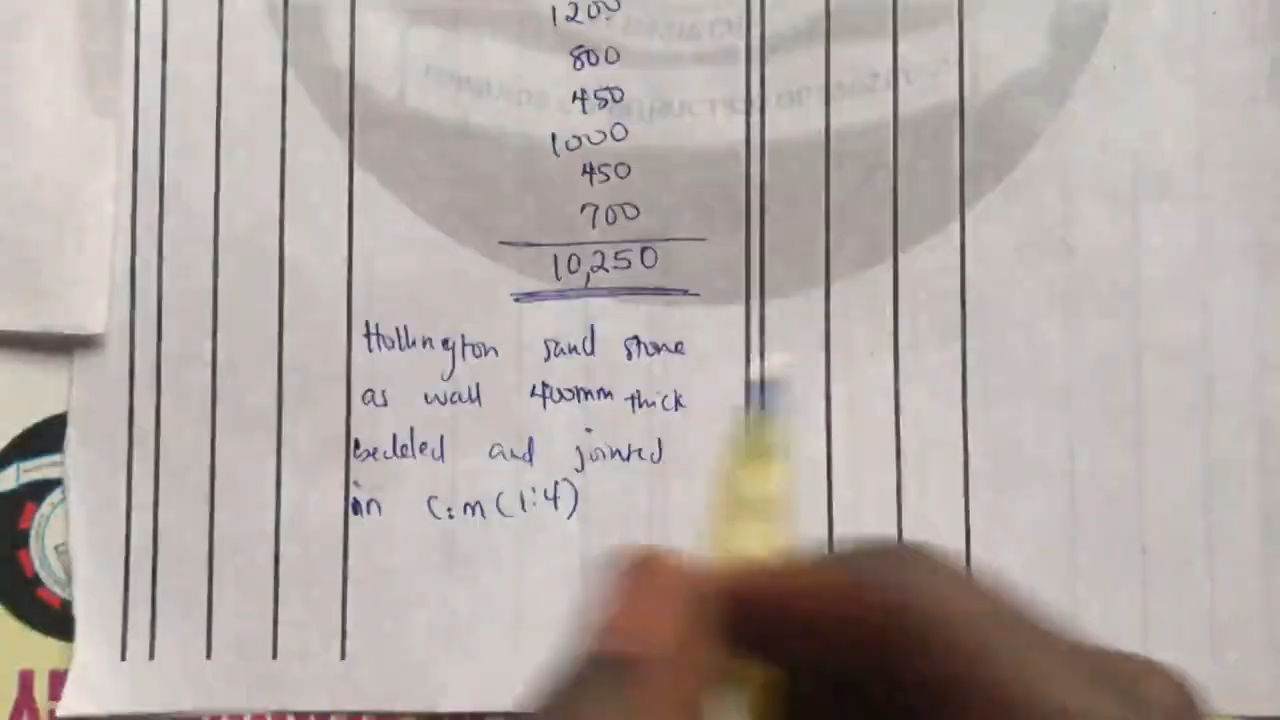 1200
800
450
1000
450
700
10,250
Hollington sand stone
as wall 400mm thick
bedded and jointed
in C:m (1:4)